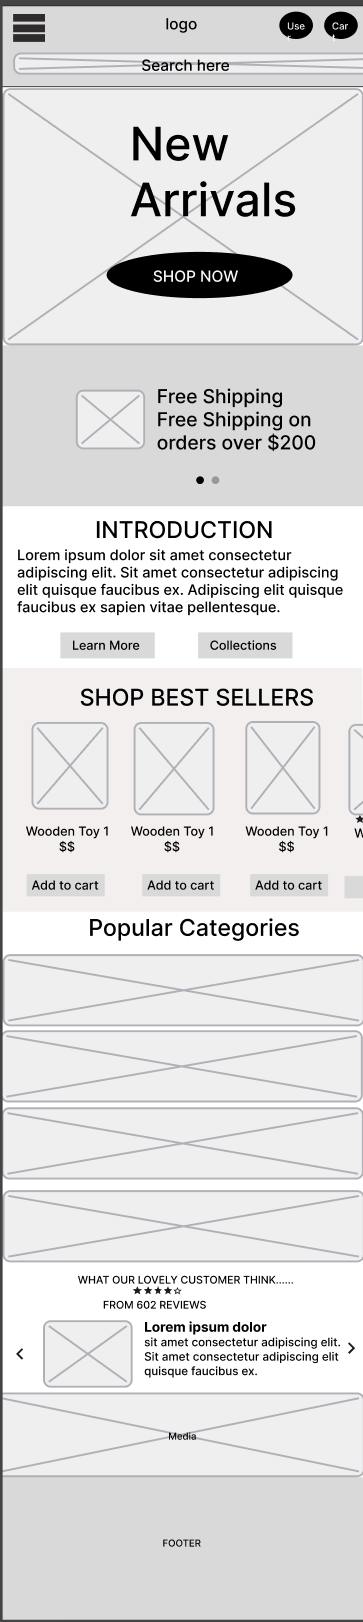 logo
Use
r
Car
t
Search here
New
Arrivals
SHOP NOW
Free Shipping
Free Shipping on
orders over $200
INTRODUCTION
Lorem ipsum dolor sit amet consectetur
adipiscing elit. Sit amet consectetur adipiscing
elit quisque faucibus ex. Adipiscing elit quisque
faucibus ex sapien vitae pellentesque.
Learn More
Collections
SHOP BEST SELLERS
Wooden Toy 1
$$
Wooden Toy 1
$$
Wooden Toy 1
$$
W
Add to cart
Add to cart
Add to cart
Popular Categories
WHAT OUR LOVELY CUSTOMER THINK......
★★★★☆
FROM 602 REVIEWS
Lorem ipsum dolor
sit amet consectetur adipiscing elit.
Sit amet consectetur adipiscing elit
quisque faucibus ex.
Media
FOOTER